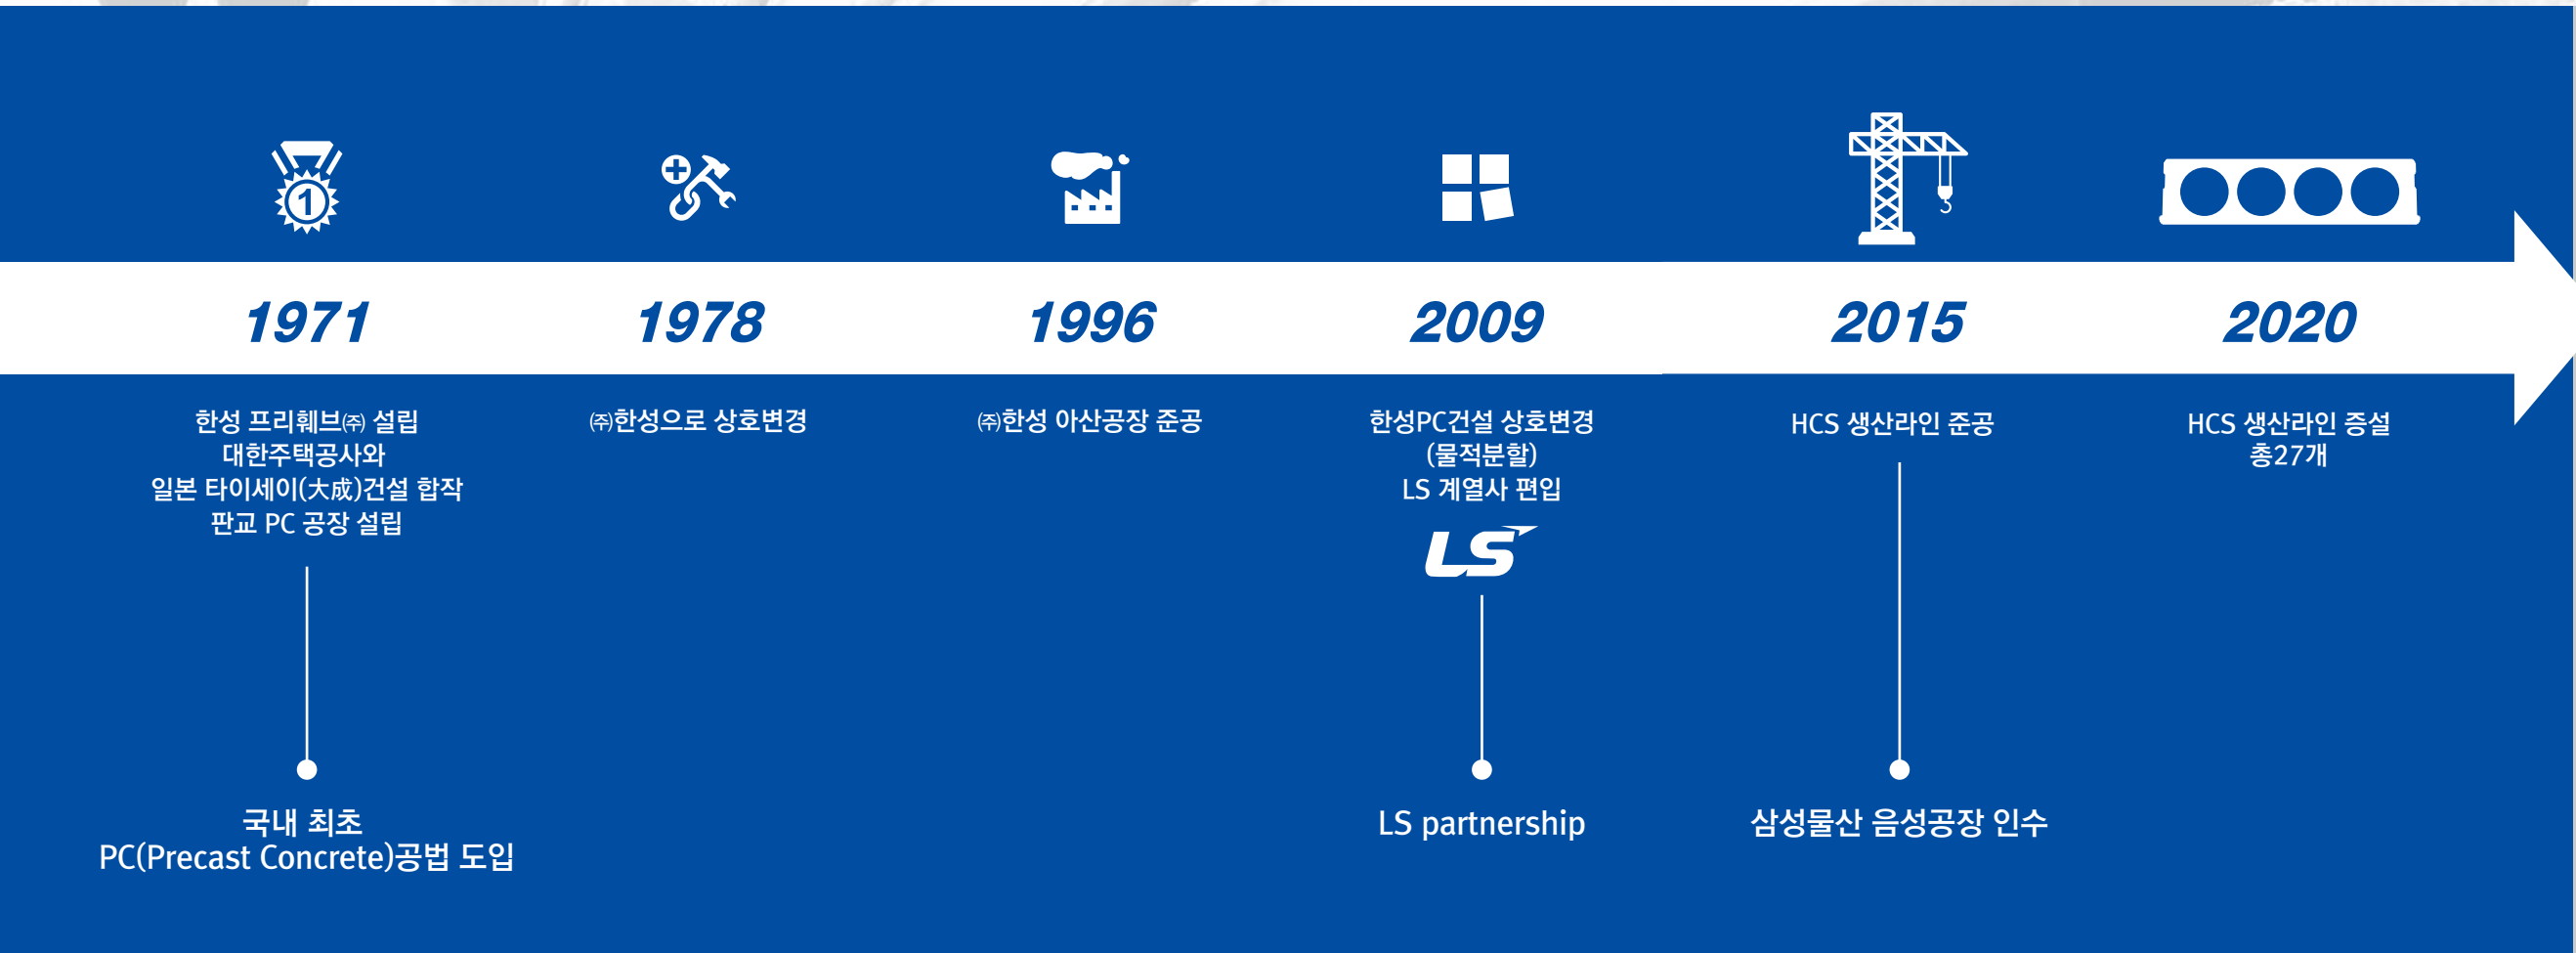 1
1971
1978
1996
2009
2015
2020
한성 프리훼브㈜ 설립
대한주택공사와
일본 타이세이(大成)건설 합작
판교 PC 공장 설립
㈜한성으로 상호변경
㈜한성 아산공장 준공
한성PC건설 상호변경
(물적분할)
LS 계열사 편입
LS
HCS 생산라인 준공
HCS 생산라인 증설
총27개
국내 최초
PC(Precast Concrete)공법 도입
LS partnership
삼성물산 음성공장 인수